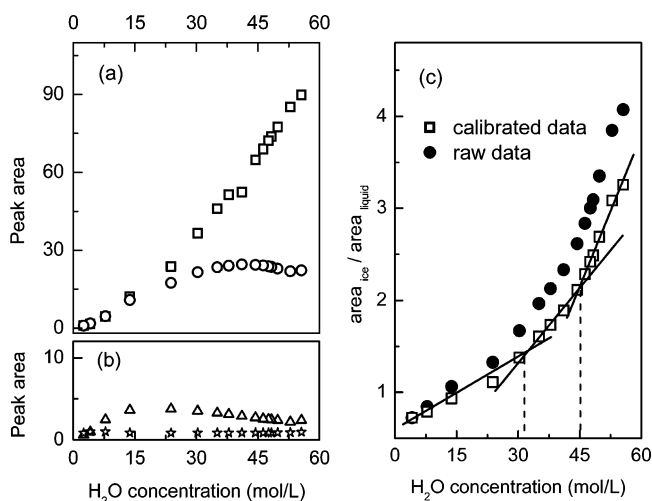 0 15 30 45 60
(a)
90
60
30
0
Peak area
(b)
10
0
Peak area
0 15 30 45 60
H₂O concentration (mol/L)
(c)
calibrated data
raw data
4
3
2
1
area ice / area liquid
0 15 30 45 60
H₂O concentration (mol/L)